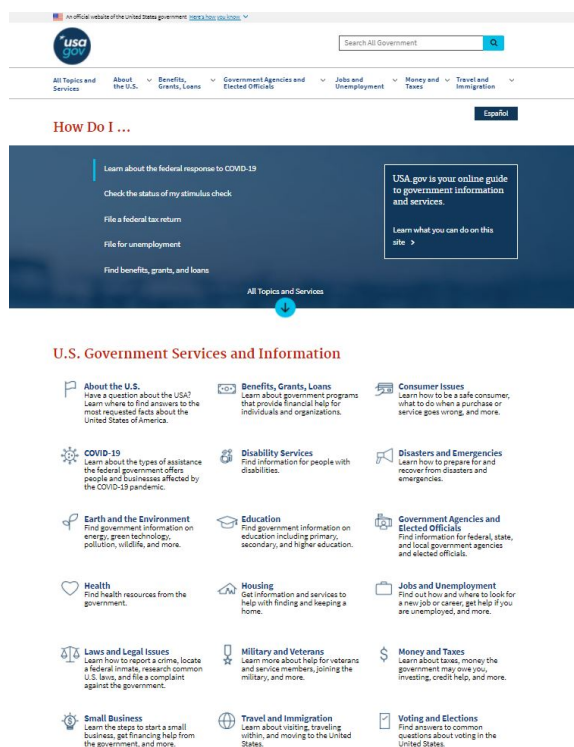 An official website of the United States government Here's how you know
usa
gov
Search All Government
All Topics and
Services
About
the U.S.
Benefits,
Grants, Loans
Government Agencies and
Elected Officials
Jobs and
Unemployment
Money and
Taxes
Travel and
Immigration
Español
How Do I ...
Learn about the federal response to COVID-19
Check the status of my stimulus check
File a federal tax return
File for unemployment
Find benefits, grants, and loans
USA.gov is your online guide
to government information
and services.
Learn what you can do on this
site >
All Topics and Services
U.S. Government Services and Information
About the U.S.
Have a question about the USA?
Learn where to find answers to the
most requested facts about the
United States of America.
Benefits, Grants, Loans
Learn about government programs
that provide financial help for
individuals and organizations.
Consumer Issues
Learn how to be a safe consumer,
what to do when a purchase or
service goes wrong, and more.
COVID-19
Learn about the types of assistance
the federal government offers
people and businesses affected by
the COVID-19 pandemic.
Disability Services
Find information for people with
disabilities.
Disasters and Emergencies
Learn how to prepare for and
recover from disasters and
emergencies.
Earth and the Environment
Find government information on
energy, green technology,
pollution, wildlife, and more.
Education
Find government information on
education including primary,
secondary, and higher education.
Government Agencies and
Elected Officials
Find information for federal, state,
and local government agencies
and elected officials.
Health
Find health resources from the
government.
Housing
Get information and services to
help with finding and keeping a
home.
Jobs and Unemployment
Find out how and where to look for
a new job or career, get help if you
are unemployed, and more.
Laws and Legal Issues
Learn how to report a crime, locate
a federal inmate, research common
U.S. laws, and file a complaint
against the government.
Military and Veterans
Learn more about help for veterans
and service members, joining the
military, and more.
Money and Taxes
Learn about taxes, money the
government may owe you,
investing, credit help, and more.
Small Business
Learn the steps to start a small
business, get financing help from
the government, and more.
Travel and Immigration
Learn about visiting, traveling
within, and moving to the United
States.
Voting and Elections
Find answers to common
questions about voting in the
United States.